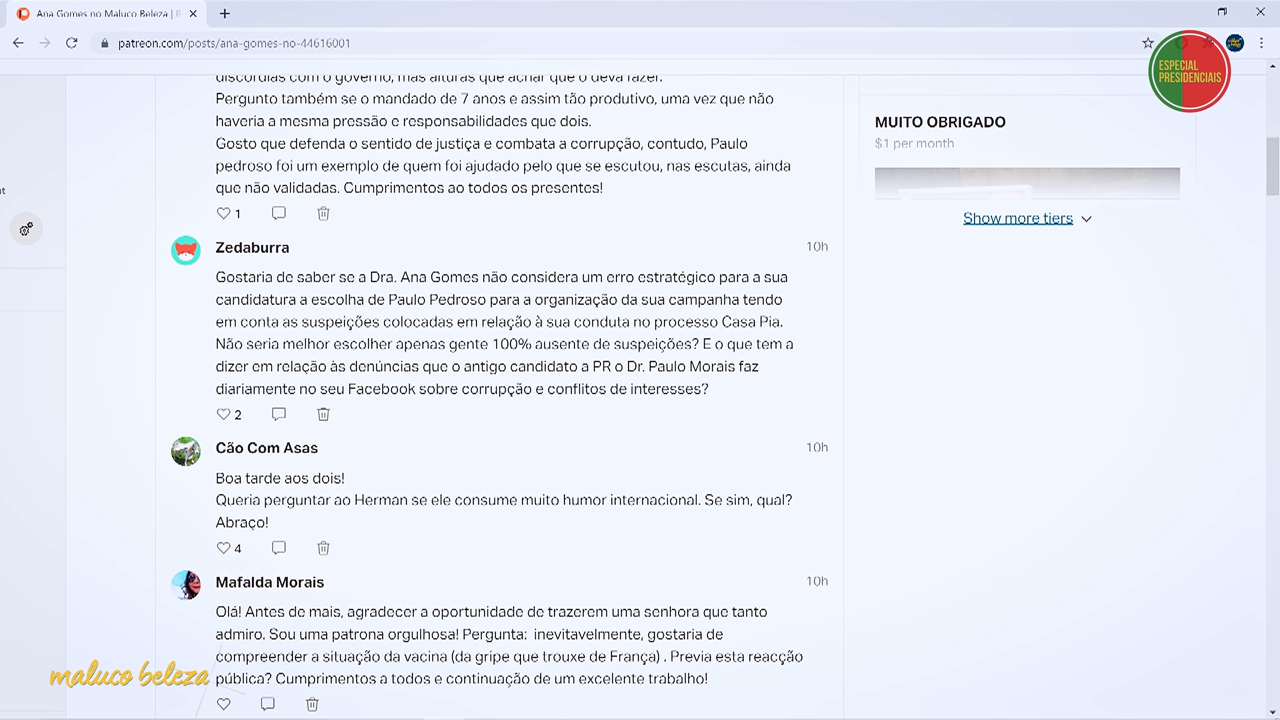 Ana Gomes no Maluco Beleza | R
patreon.com/posts/ana-gomes-no-44616001
ESPECIAL
PRESIDENCIAIS
discórdias com o governo, mas alturas que achar que o deva fazer.
Pergunto também se o mandado de 7 anos e assim tão produtivo, uma vez que não
haveria a mesma pressão e responsabilidades que dois.
Gosto que defenda o sentido de justiça e combata a corrupção, contudo, Paulo
pedroso foi um exemplo de quem foi ajudado pelo que se escutou, nas escutas, ainda
que não validadas. Cumprimentos ao todos os presentes!
1
MUITO OBRIGADO
$1 per month
Show more tiers
Zedaburra
10h
Gostaria de saber se a Dra. Ana Gomes não considera um erro estratégico para a sua
candidatura a escolha de Paulo Pedroso para a organização da sua campanha tendo
em conta as suspeições colocadas em relação à sua conduta no processo Casa Pia.
Não seria melhor escolher apenas gente 100% ausente de suspeições? E o que tem a
dizer em relação às denúncias que o antigo candidato a PR o Dr. Paulo Morais faz
diariamente no seu Facebook sobre corrupção e conflitos de interesses?
2
Cão Com Asas
10h
Boa tarde aos dois!
Queria perguntar ao Herman se ele consume muito humor internacional. Se sim, qual?
Abraço!
4
Mafalda Morais
10h
Olá! Antes de mais, agradecer a oportunidade de trazerem uma senhora que tanto
admiro. Sou uma patrona orgulhosa! Pergunta: inevitavelmente, gostaria de
compreender a situação da vacina (da gripe que trouxe de França) . Previa esta reacção
pública? Cumprimentos a todos e continuação de um excelente trabalho!
maluco beleza